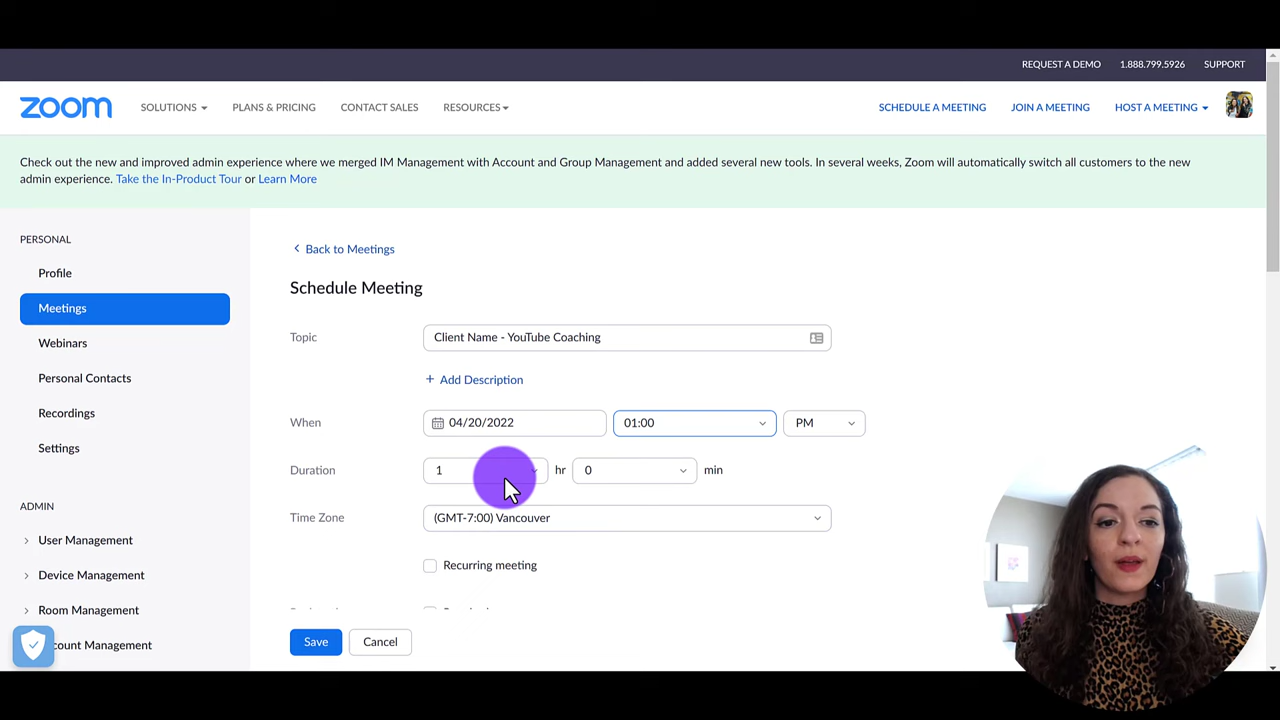 REQUEST A DEMO 1.888.799.5926 SUPPORT
zoom SOLUTIONS PLANS & PRICING CONTACT SALES RESOURCES SCHEDULE A MEETING JOIN A MEETING HOST A MEETING
Check out the new and improved admin experience where we merged IM Management with Account and Group Management and added several new tools. In several weeks, Zoom will automatically switch all customers to the new
admin experience. Take the In-Product Tour or Learn More
PERSONAL
Profile
Meetings
Webinars
Personal Contacts
Recordings
Settings
ADMIN
User Management
Device Management
Room Management
count Management
Back to Meetings
Schedule Meeting
Topic Client Name - YouTube Coaching
+ Add Description
When 04/20/2022 01:00 PM
Duration 1 hr 0 min
Time Zone (GMT-7:00) Vancouver
Recurring meeting
Save Cancel